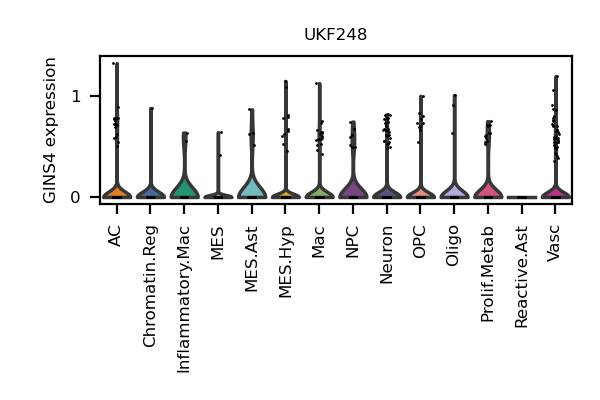 UKF248
GINS4 expression
1
0
AC
Chromatin.Reg
Inflammatory.Mac
MES
MES.Ast
MES.Hyp
Mac
NPC
Neuron
OPC
Oligo
Prolif.Metab
Reactive.Ast
Vasc